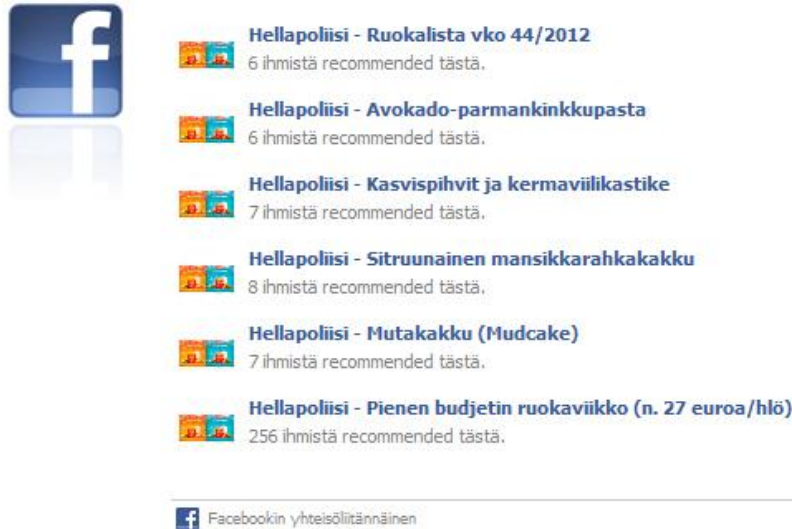 Hellapoliisi - Ruokalista vko 44/2012
6 ihmistä recommended tästä.
Hellapoliisi - Avokado-parmankinkkupasta
6 ihmistä recommended tästä.
Hellapoliisi - Kasvispihvit ja kermaviilikastike
7 ihmistä recommended tästä.
Hellapoliisi - Sitruunainen mansikkarahkakakku
8 ihmistä recommended tästä.
Hellapoliisi - Mutakakku (Mudcake)
7 ihmistä recommended tästä.
Hellapoliisi - Pienen budjetin ruokaviikko (n. 27 euroa/hlö)
256 ihmistä recommended tästä.
Facebookin yhteisöliitännäinen